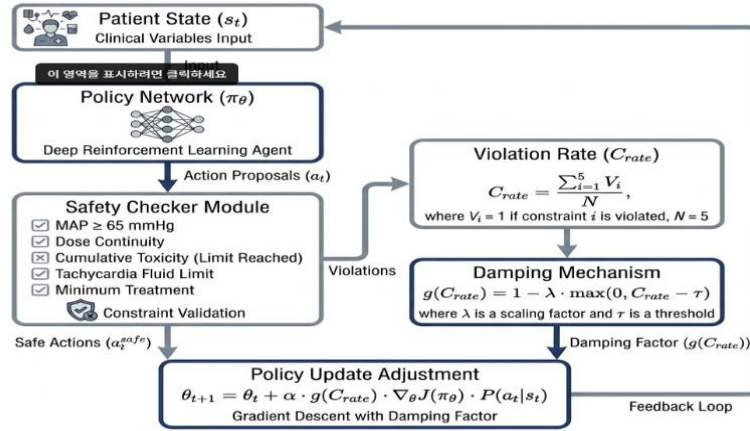 Patient State (s_t)
Clinical Variables Input
이 영역을 표시하려면 클릭하세요
Policy Network (π_θ)
Deep Reinforcement Learning Agent
Action Proposals (a_t)
Safety Checker Module
MAP ≥ 65 mmHg
Dose Continuity
Cumulative Toxicity (Limit Reached)
Tachycardia Fluid Limit
Minimum Treatment
Constraint Validation
Violations
Violation Rate (C_rate)
C_rate = ∑_{i=1}^{5} V_i / N,
where V_i = 1 if constraint i is violated, N = 5
Damping Mechanism
g(C_rate) = 1 − λ · max(0, C_rate − τ)
where λ is a scaling factor and τ is a threshold
Safe Actions (a_t^{safe})
Damping Factor (g(C_rate))
Policy Update Adjustment
θ_{t+1} = θ_t + α · g(C_rate) · ∇_θ J(π_θ) · P(a_t|s_t)
Gradient Descent with Damping Factor
Feedback Loop